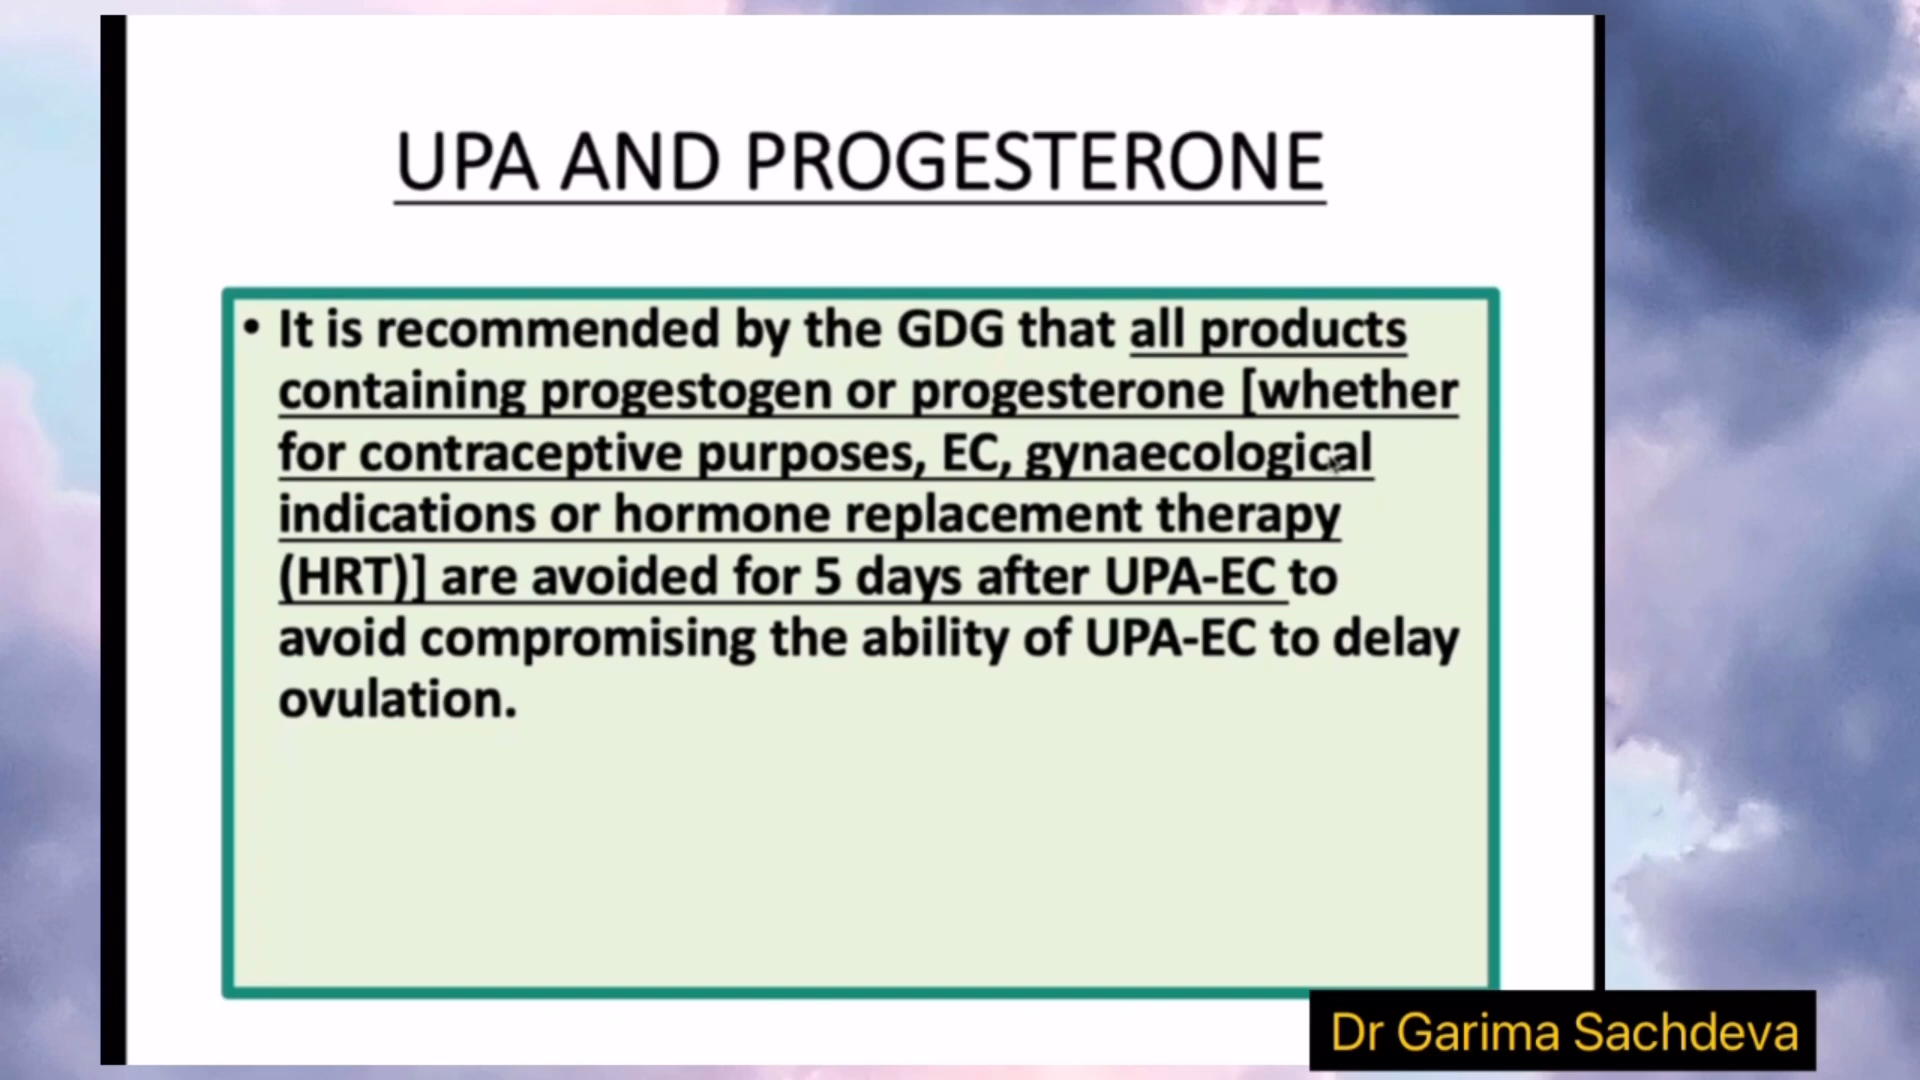 UPA AND PROGESTERONE
• It is recommended by the GDG that all products
containing progestogen or progesterone [whether
for contraceptive purposes, EC, gynaecological
indications or hormone replacement therapy
(HRT)] are avoided for 5 days after UPA-EC to
avoid compromising the ability of UPA-EC to delay
ovulation.
Dr Garima Sachdeva